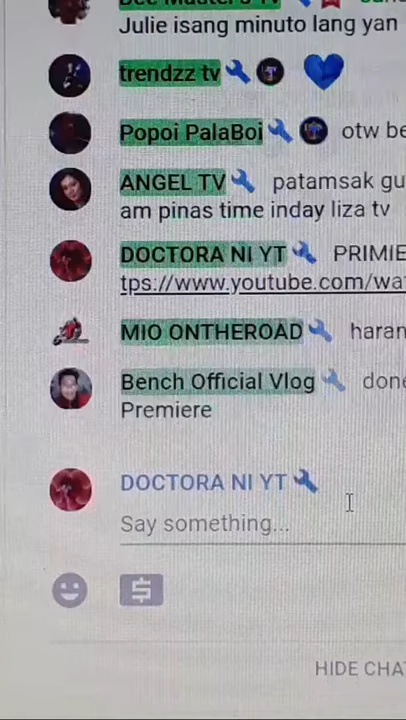 Julie isang minuto lang yan
trendzz tv
Popoi PalaBoi otw be
ANGEL TV patamsak gu
am pinas time inday liza tv
DOCTORA NI YT PRIMIE
tps://www.youtube.com/wa
MIO ONTHEROAD haran
Bench Official Vlog done
Premiere
DOCTORA NI YT
Say something...
HIDE CHA